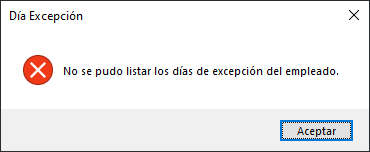 Día Excepción
No se pudo listar los días de excepción del empleado.
Aceptar